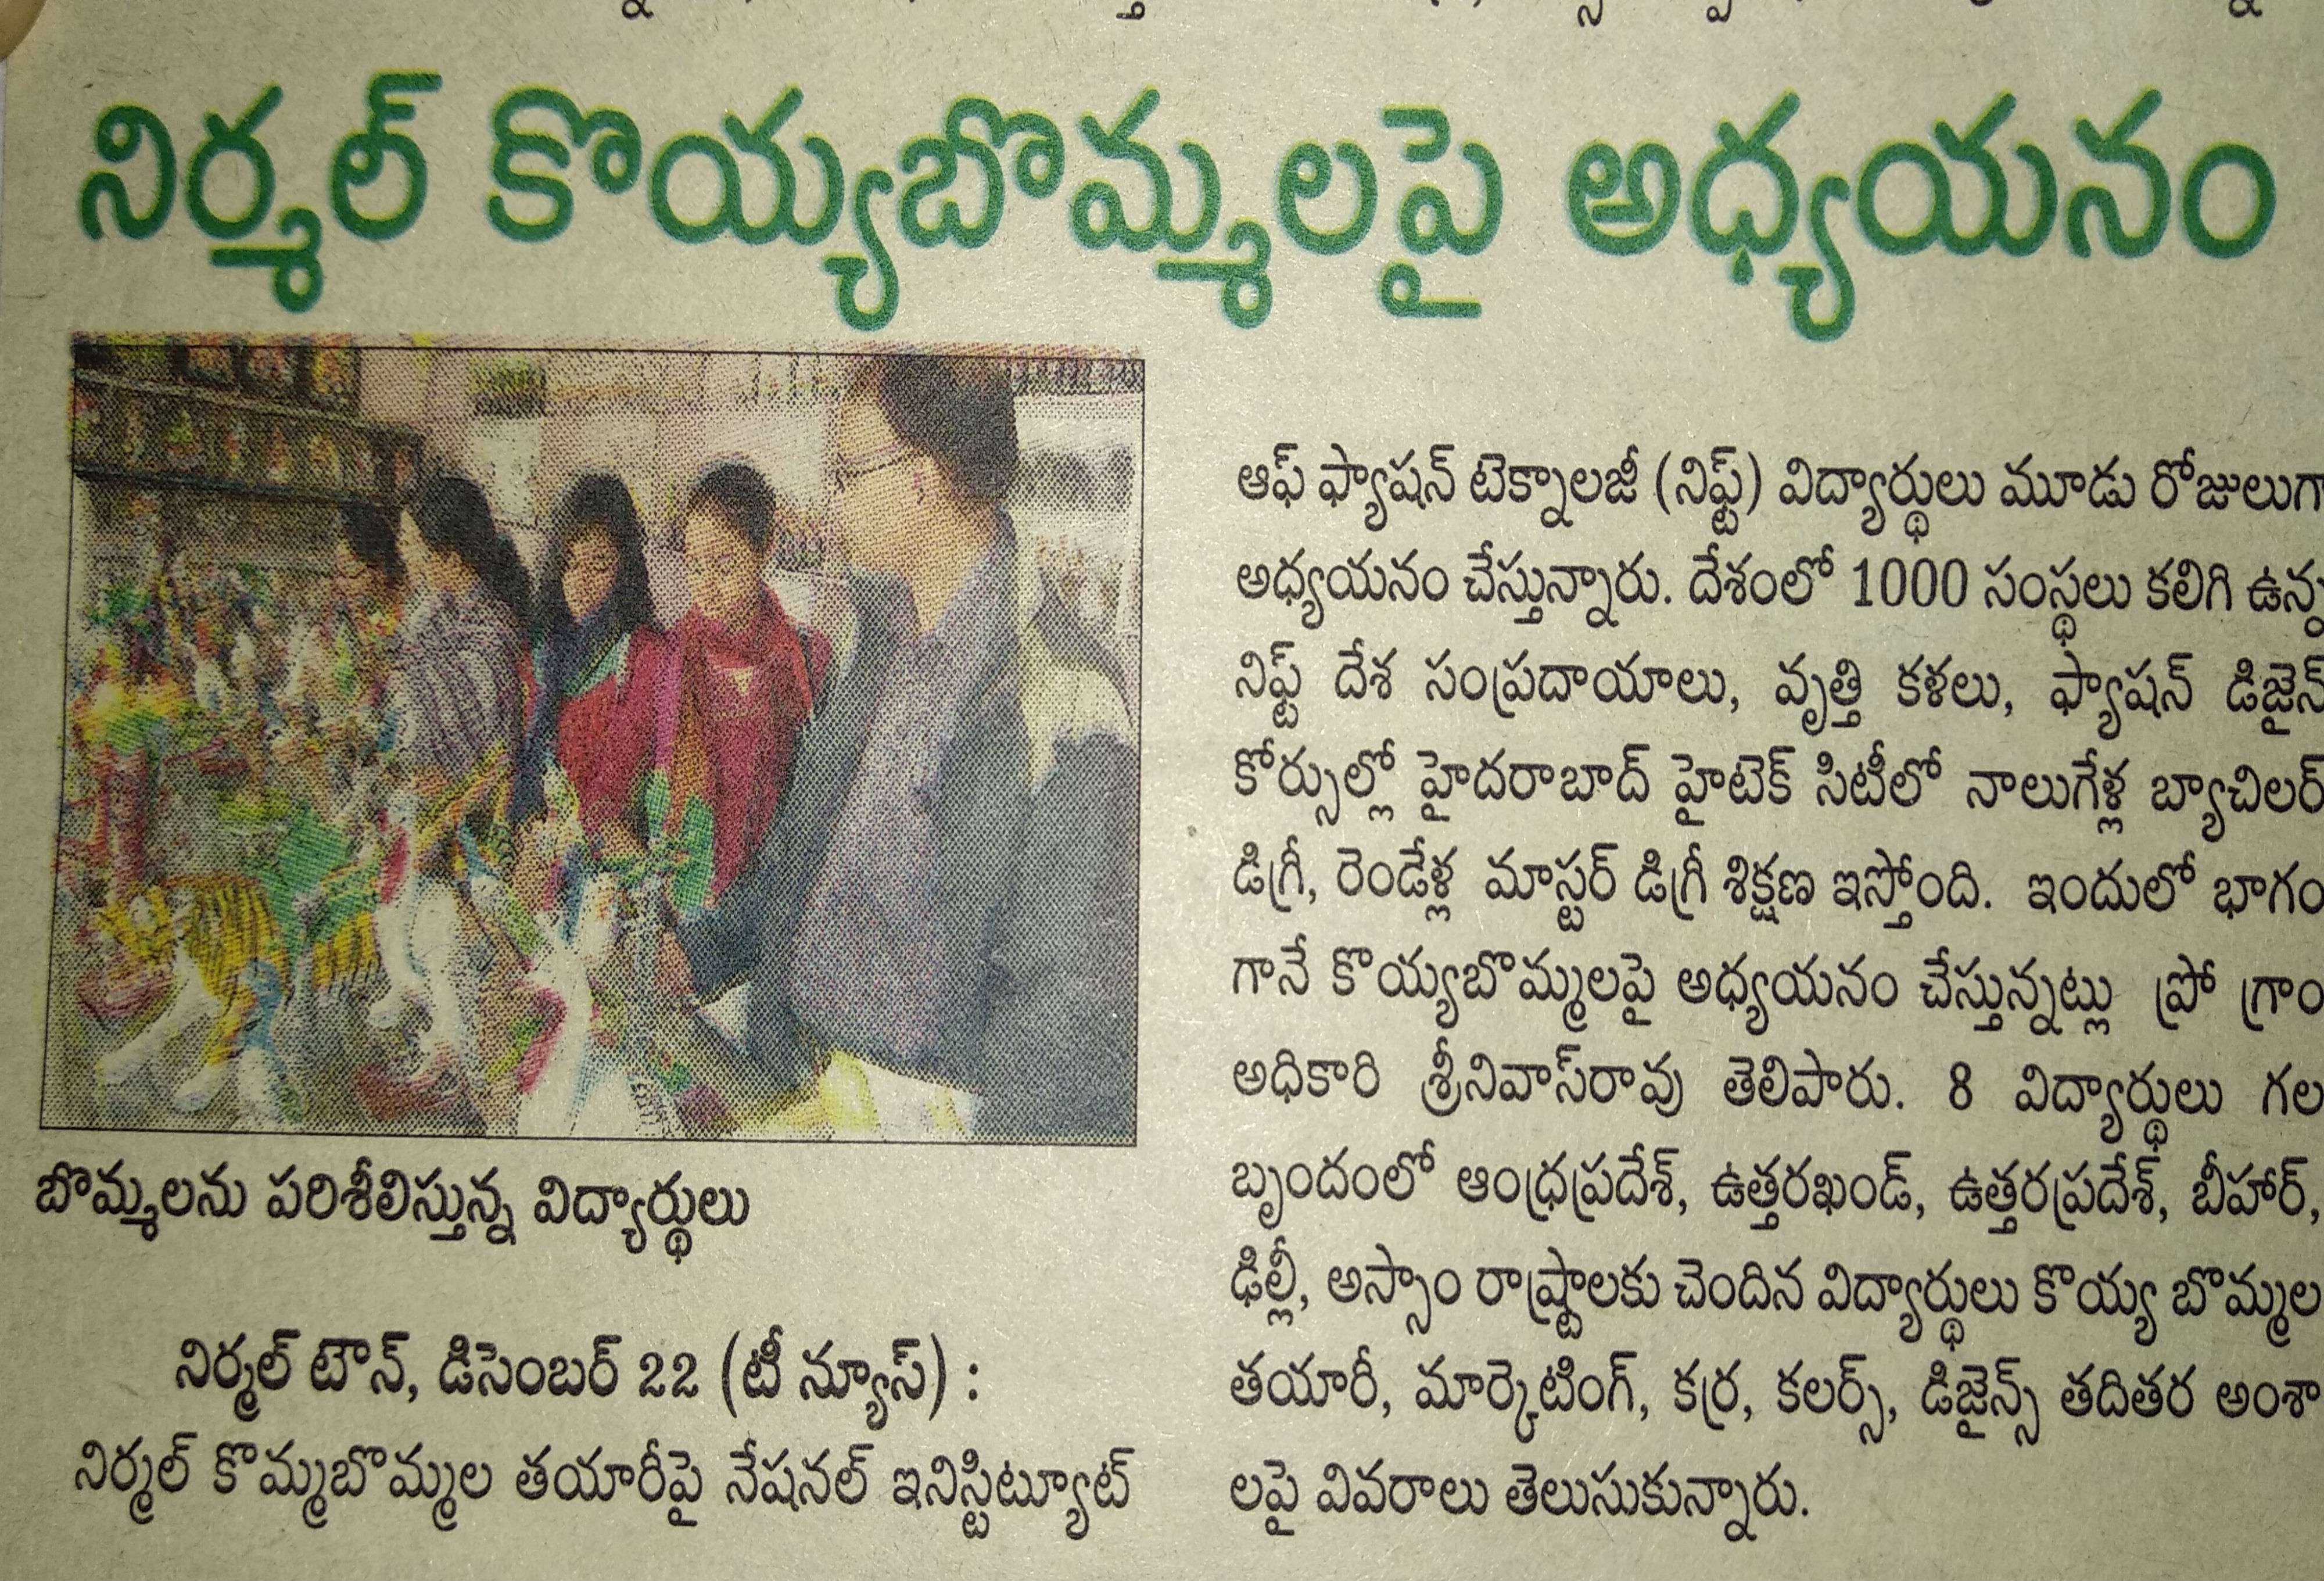 నిర్మల్ కొయ్యబొమ్మలపై అధ్యయనం
బొమ్మలను పరిశీలిస్తున్న విద్యార్థులు
నిర్మల్ టౌన్, డిసెంబర్ 22 (టీ న్యూస్) :
నిర్మల్ కొమ్మబొమ్మల తయారీపై నేషనల్ ఇనిస్టిట్యూట్
ఆఫ్ ఫ్యాషన్ టెక్నాలజీ (నిఫ్ట్) విద్యార్థులు మూడు రోజులుగా
అధ్యయనం చేస్తున్నారు. దేశంలో 1000 సంస్థలు కలిగి ఉన్న
నిఫ్ట్ దేశ సంప్రదాయాలు, వృత్తి కళలు, ఫ్యాషన్ డిజైన్
కోర్సుల్లో హైదరాబాద్ హైటెక్ సిటీలో నాలుగేళ్ల బ్యాచిలర్
డిగ్రీ, రెండేళ్ల మాస్టర్ డిగ్రీ శిక్షణ ఇస్తోంది. ఇందులో భాగం
గానే కొయ్యబొమ్మలపై అధ్యయనం చేస్తున్నట్లు ప్రో గ్రాం
అధికారి శ్రీనివాస్‌రావు తెలిపారు. 8 విద్యార్థులు గల
బృందంలో ఆంధ్రప్రదేశ్, ఉత్తరఖండ్, ఉత్తరప్రదేశ్, బీహార్,
ఢిల్లీ, అస్సాం రాష్ట్రాలకు చెందిన విద్యార్థులు కొయ్య బొమ్మల
తయారీ, మార్కెటింగ్, కర్ర, కలర్స్, డిజైన్స్ తదితర అంశా
లపై వివరాలు తెలుసుకున్నారు.